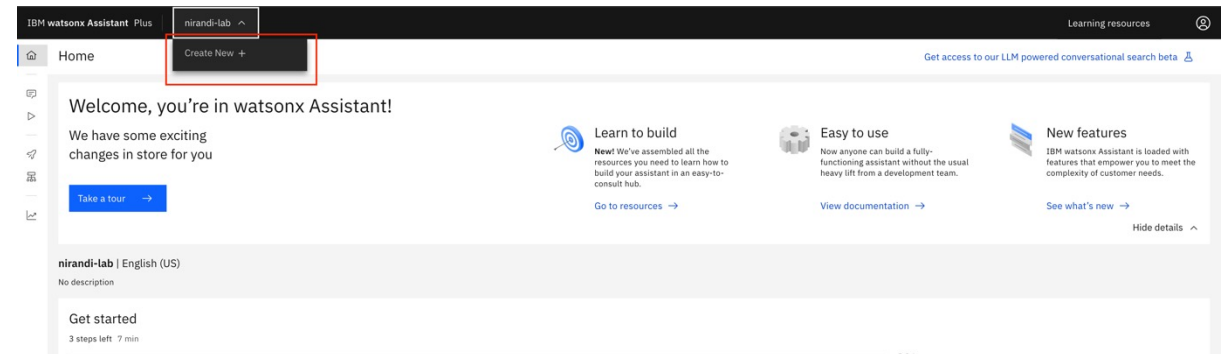 IBM watsonx Assistant Plus
nirandi-lab
Learning resources
Home
Create New +
Get access to our LLM powered conversational search beta
Welcome, you're in watsonx Assistant!
We have some exciting
changes in store for you
Take a tour →
Learn to build
New! We've assembled all the
resources you need to learn how to
build your assistant in an easy-to-
consult hub.
Go to resources →
Easy to use
Now anyone can build a fully-
functioning assistant without the usual
heavy lift from a development team.
View documentation →
New features
IBM watsonx Assistant is loaded with
features that empower you to meet the
complexity of customer needs.
See what's new →
Hide details
nirandi-lab | English (US)
No description
Get started
3 steps left 7 min